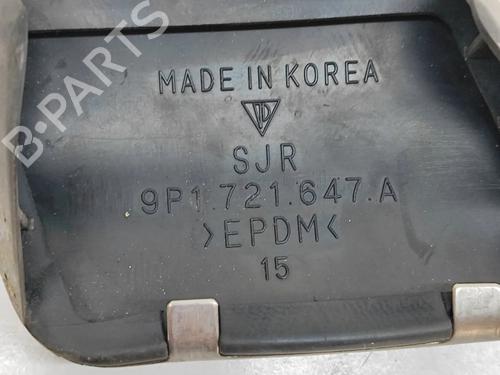 B-PARTS
MADE IN KOREA
SJR
9P1.721.647.A
>EPDM<
15